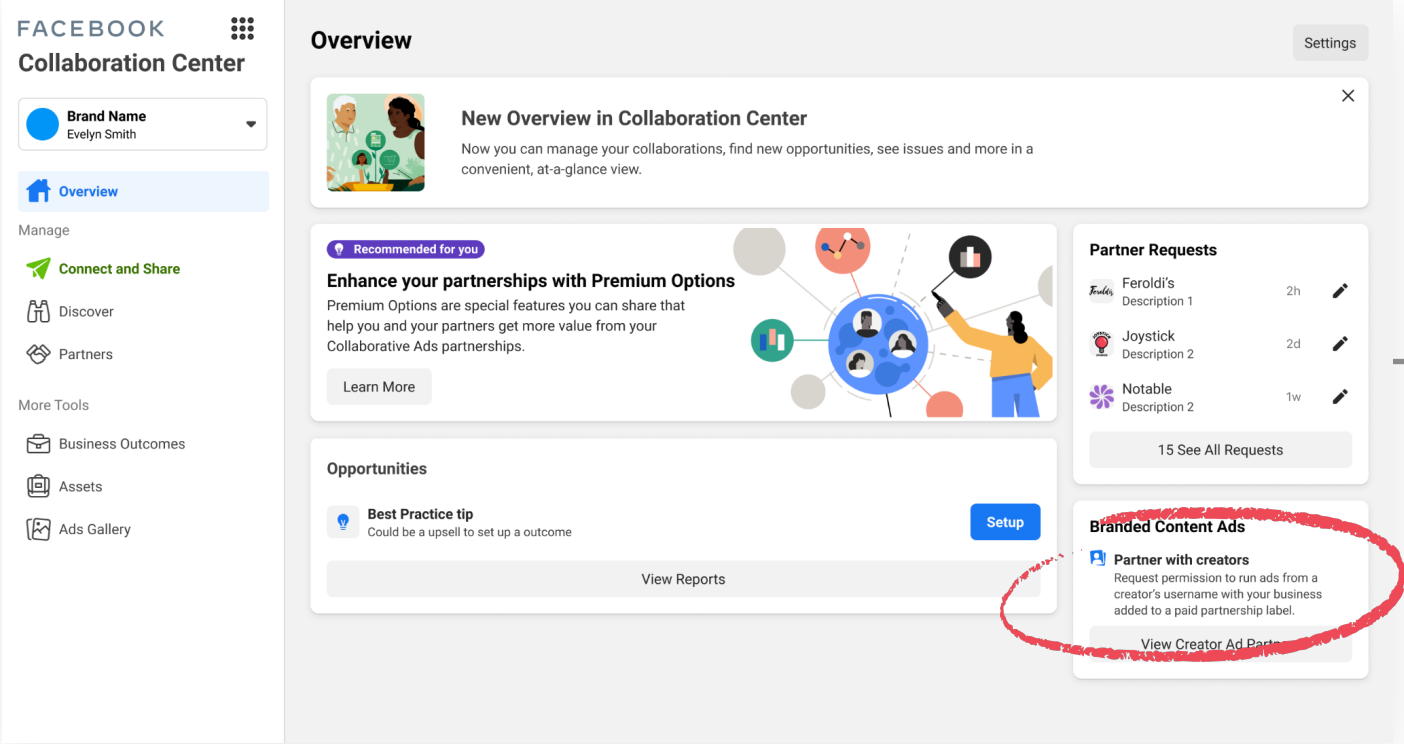 FACEBOOK
Collaboration Center
Brand Name
Evelyn Smith
Overview
Manage
Connect and Share
Discover
Partners
More Tools
Business Outcomes
Assets
Ads Gallery
Overview
Settings
New Overview in Collaboration Center
Now you can manage your collaborations, find new opportunities, see issues and more in a
convenient, at-a-glance view.
Recommended for you
Enhance your partnerships with Premium Options
Premium Options are special features you can share that
help you and your partners get more value from your
Collaborative Ads partnerships.
Learn More
Opportunities
Best Practice tip
Could be a upsell to set up a outcome
Setup
View Reports
Partner Requests
Feroldi's
Description 1
2h
Joystick
Description 2
2d
Notable
Description 2
1w
15 See All Requests
Branded Content Ads
Partner with creators
Request permission to run ads from a
creator's username with your business
added to a paid partnership label.
View Creator Ad